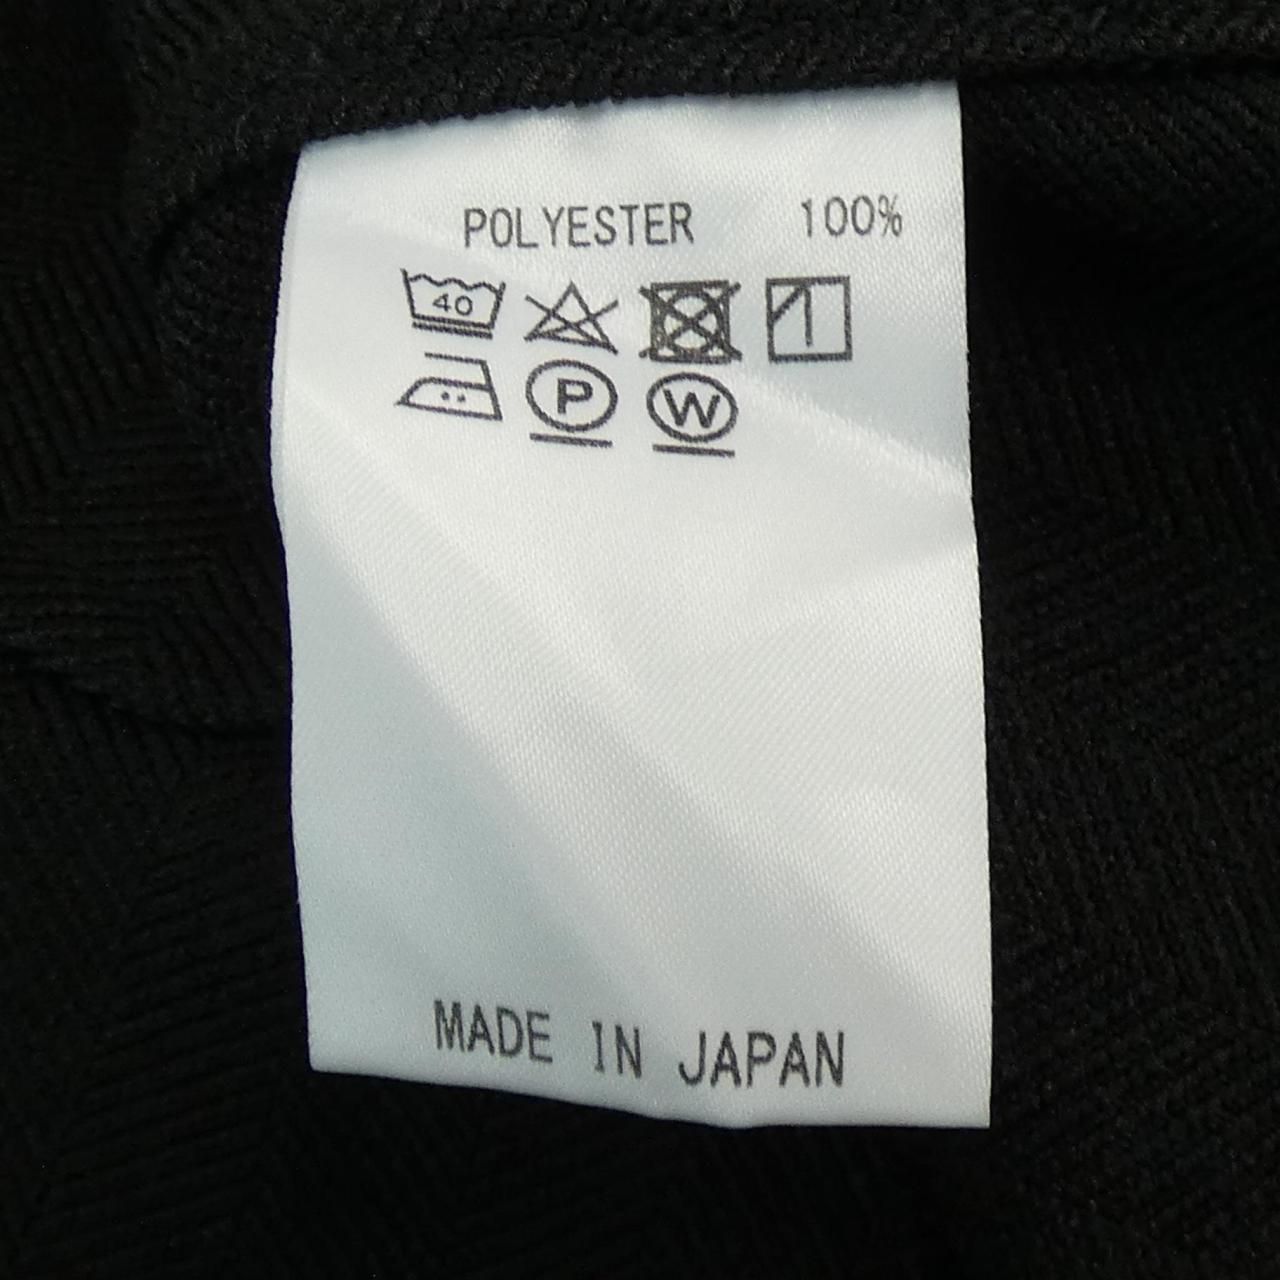 POLYESTER 100%
40
P W
MADE IN JAPAN